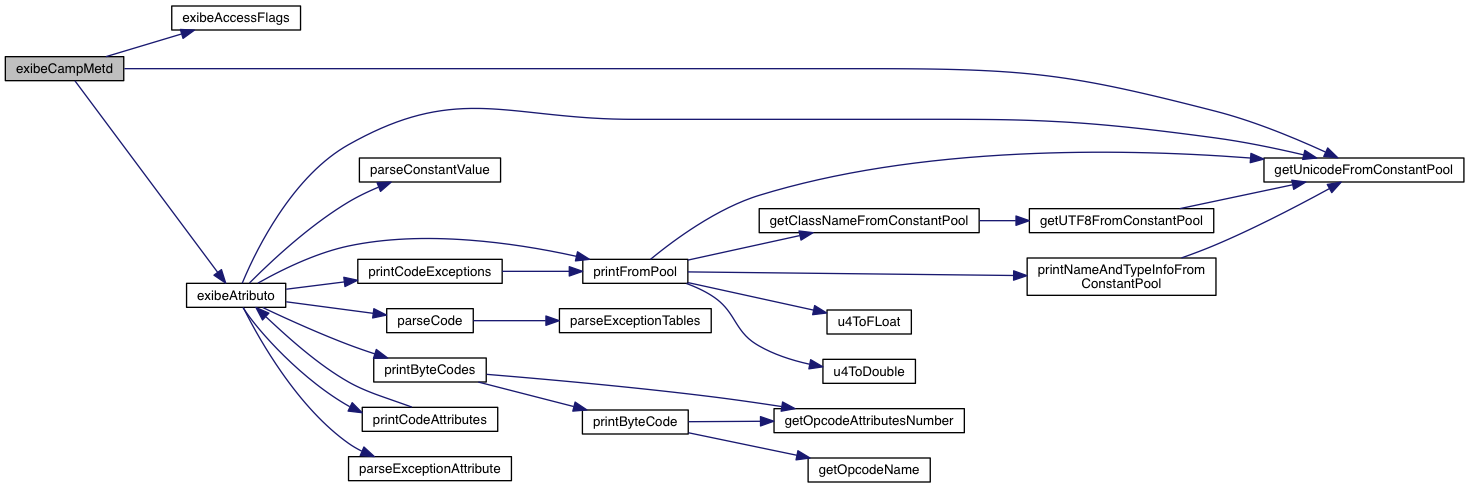 exibeAccessFlags
exibeCampMetd
parseConstantValue
getUnicodeFromConstantPool
getClassNameFromConstantPool
getUTF8FromConstantPool
printCodeExceptions
printFromPool
printNameAndTypeInfoFrom
ConstantPool
exibeAtributo
parseCode
parseExceptionTables
u4ToFLoat
printByteCodes
u4ToDouble
printCodeAttributes
printByteCode
getOpcodeAttributesNumber
parseExceptionAttribute
getOpcodeName